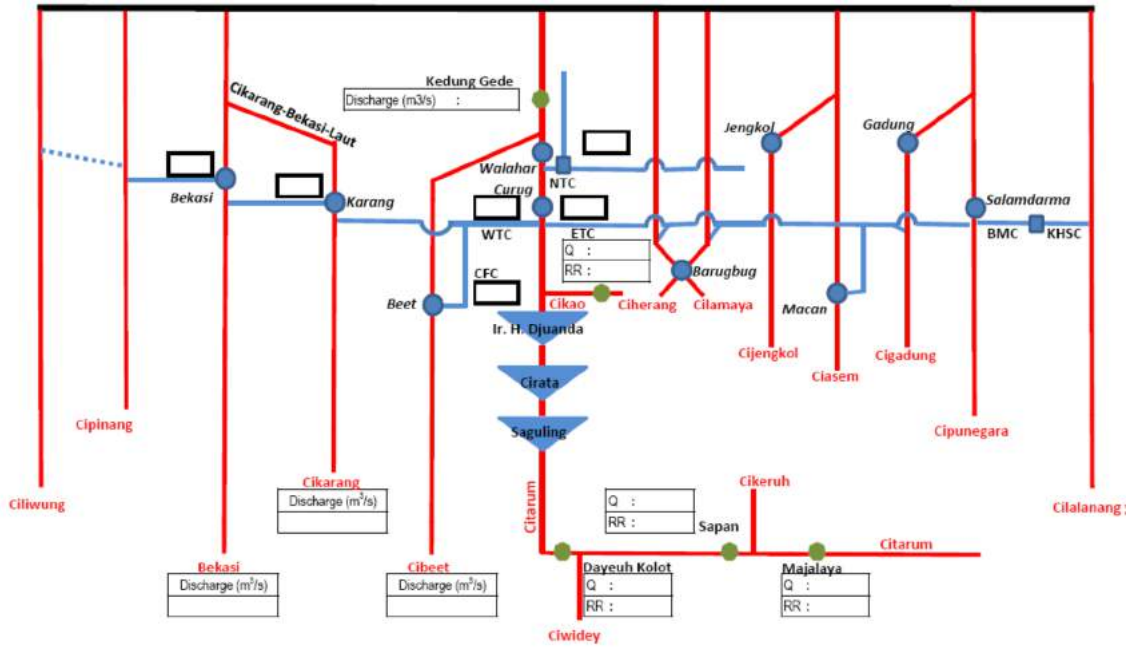 Kedung Gede
Discharge (m3/s) :
Cikarang-Bekasi-Laut
Jengkol
Gadung
Walahar
NTC
Bekasi
Karang
Curug
Salamdarma
WTC
ETC
BMC
KHSC
Q :
RR :
CFC
Barugbug
Beet
Cikao
Ciherang
Cilamaya
Macan
Ir. H. Djuanda
Cijengkol
Cigadung
Ciasem
Cirata
Cipinang
Saguling
Cipunegara
Ciliwung
Cikarang
Discharge (m³/s)
Citarum
Cikeruh
Q :
RR :
Sapan
Cilalanang
Citarum
Bekasi
Discharge (m³/s)
Cibeet
Discharge (m³/s)
Dayeuh Kolot
Q :
RR :
Majalaya
Q :
RR :
Ciwidey